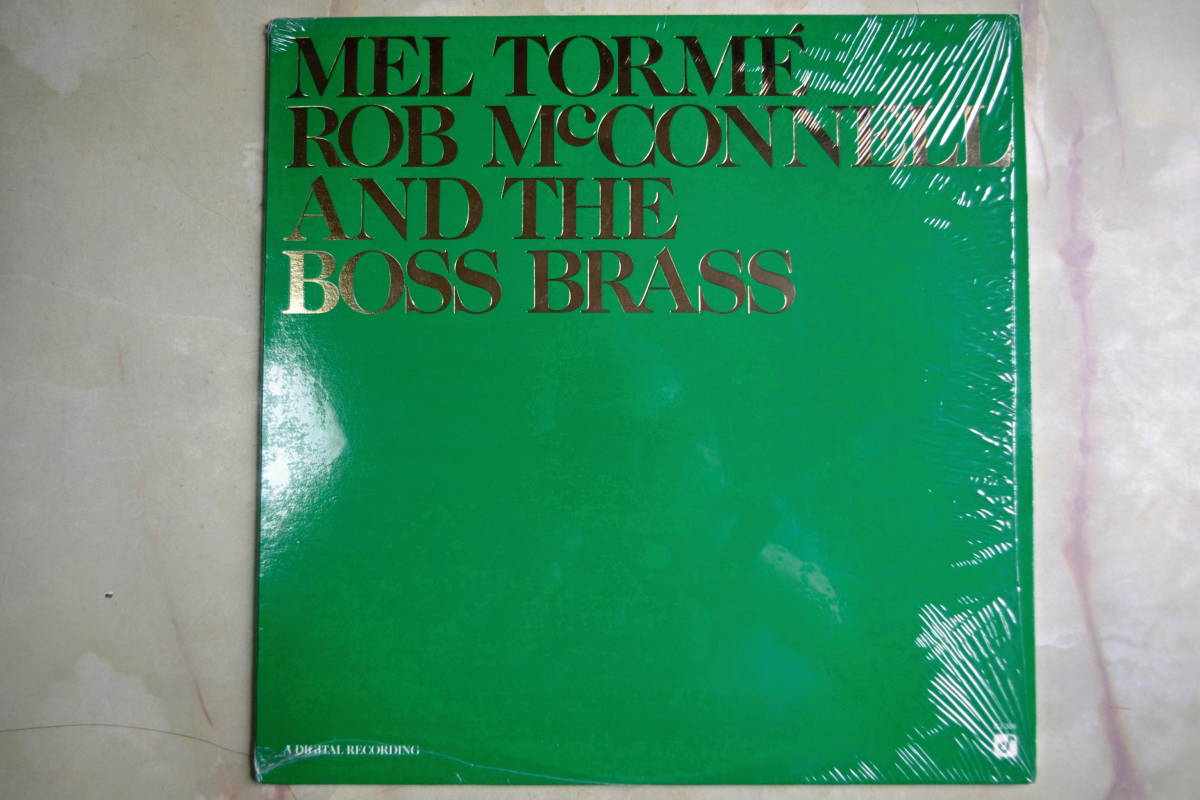 MEL TORMÉ
ROB McCONNELL
AND THE
BOSS BRASS
A DIGITAL RECORDING